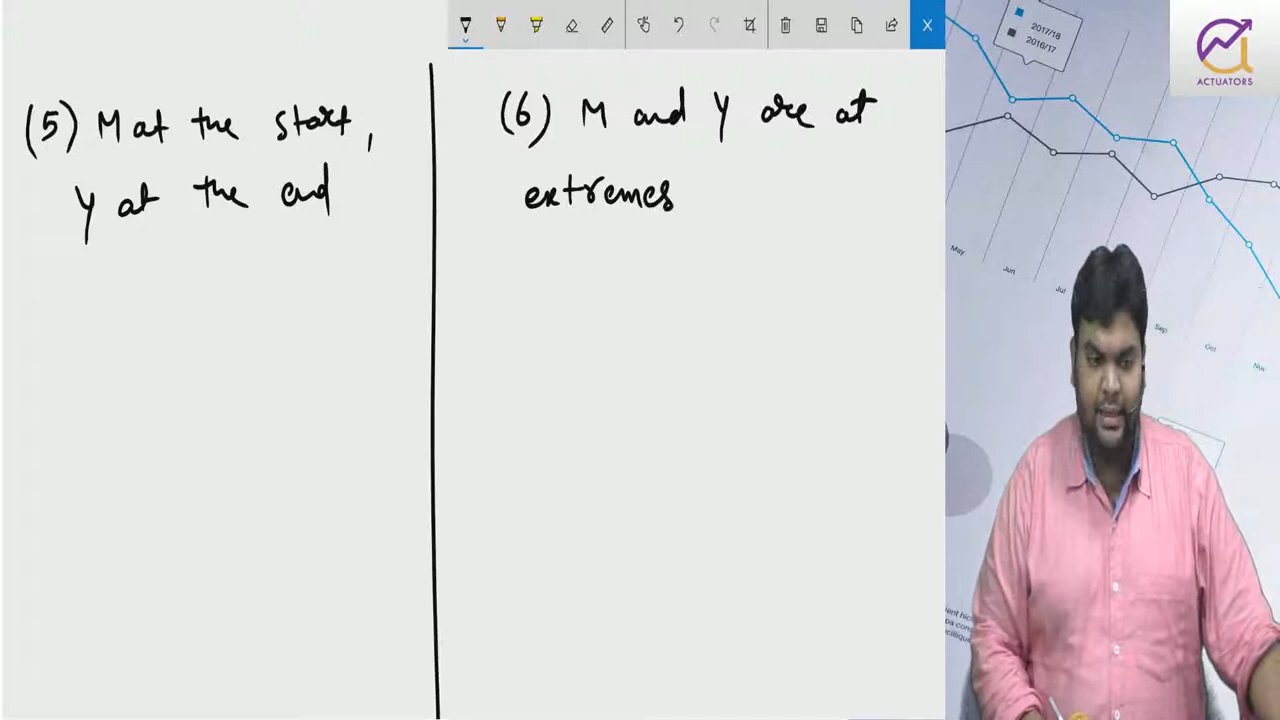 (5) M at the start,
Y at the end
(6) M and Y are at
extremes
X
2017/18
2016/17
May
Jun
Jul
Sep
Oct
Nov
ACTUATORS